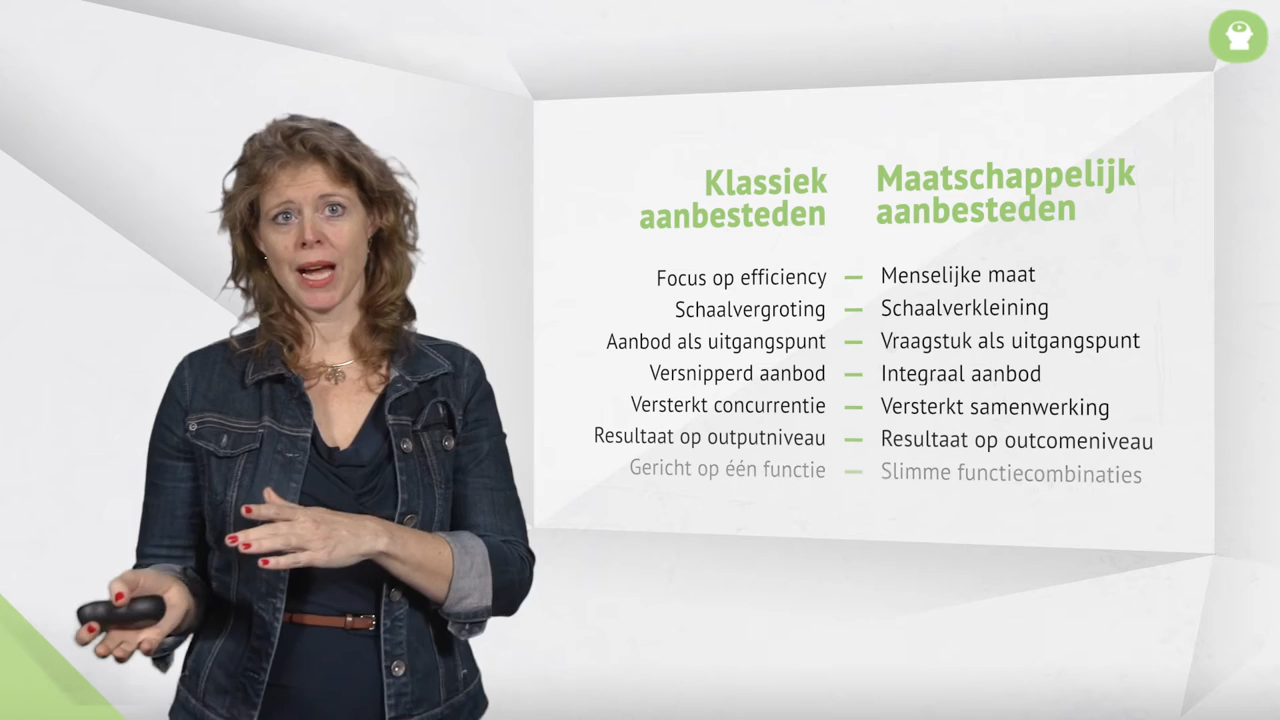 Klassiek
aanbesteden
Maatschappelijk
aanbesteden
Focus op efficiency – Menselijke maat
Schaalvergroting – Schaalverkleining
Aanbod als uitgangspunt – Vraagstuk als uitgangspunt
Versnipperd aanbod – Integraal aanbod
Versterkt concurrentie – Versterkt samenwerking
Resultaat op outputniveau – Resultaat op outcomeniveau
Gericht op één functie – Slimme functiecombinaties